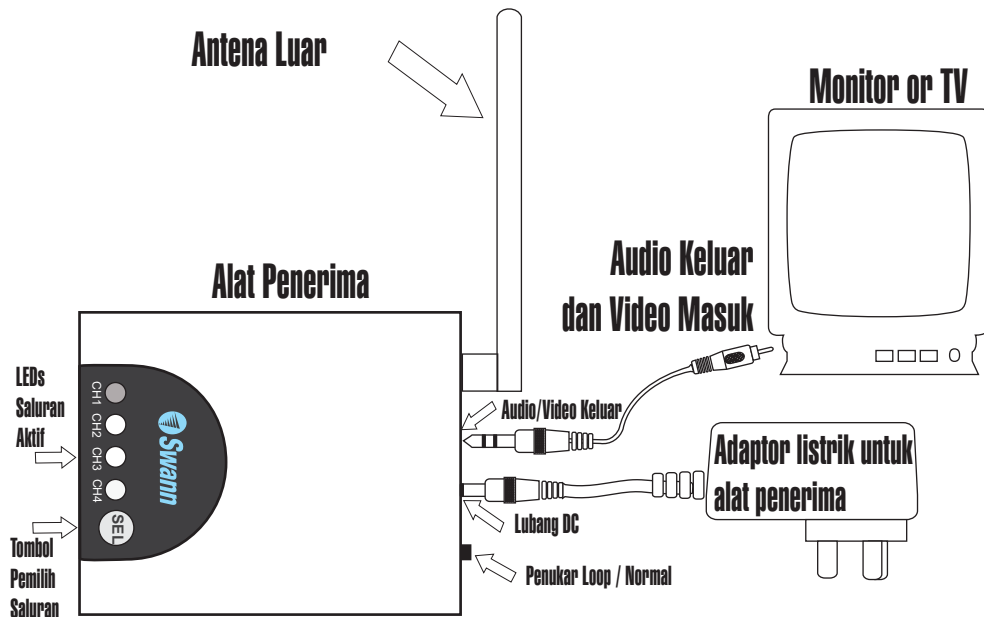 Antena Luar
Monitor or TV
Audio Keluar
dan Video Masuk
Alat Penerima
LEDs
Saluran
Aktif
CH1
CH2
CH3
CH4
SEL
Swann
Audio/Video Keluar
Adaptor listrik untuk
alat penerima
Lubang DC
Tombol
Pemilih
Saluran
Penukar Loop / Normal